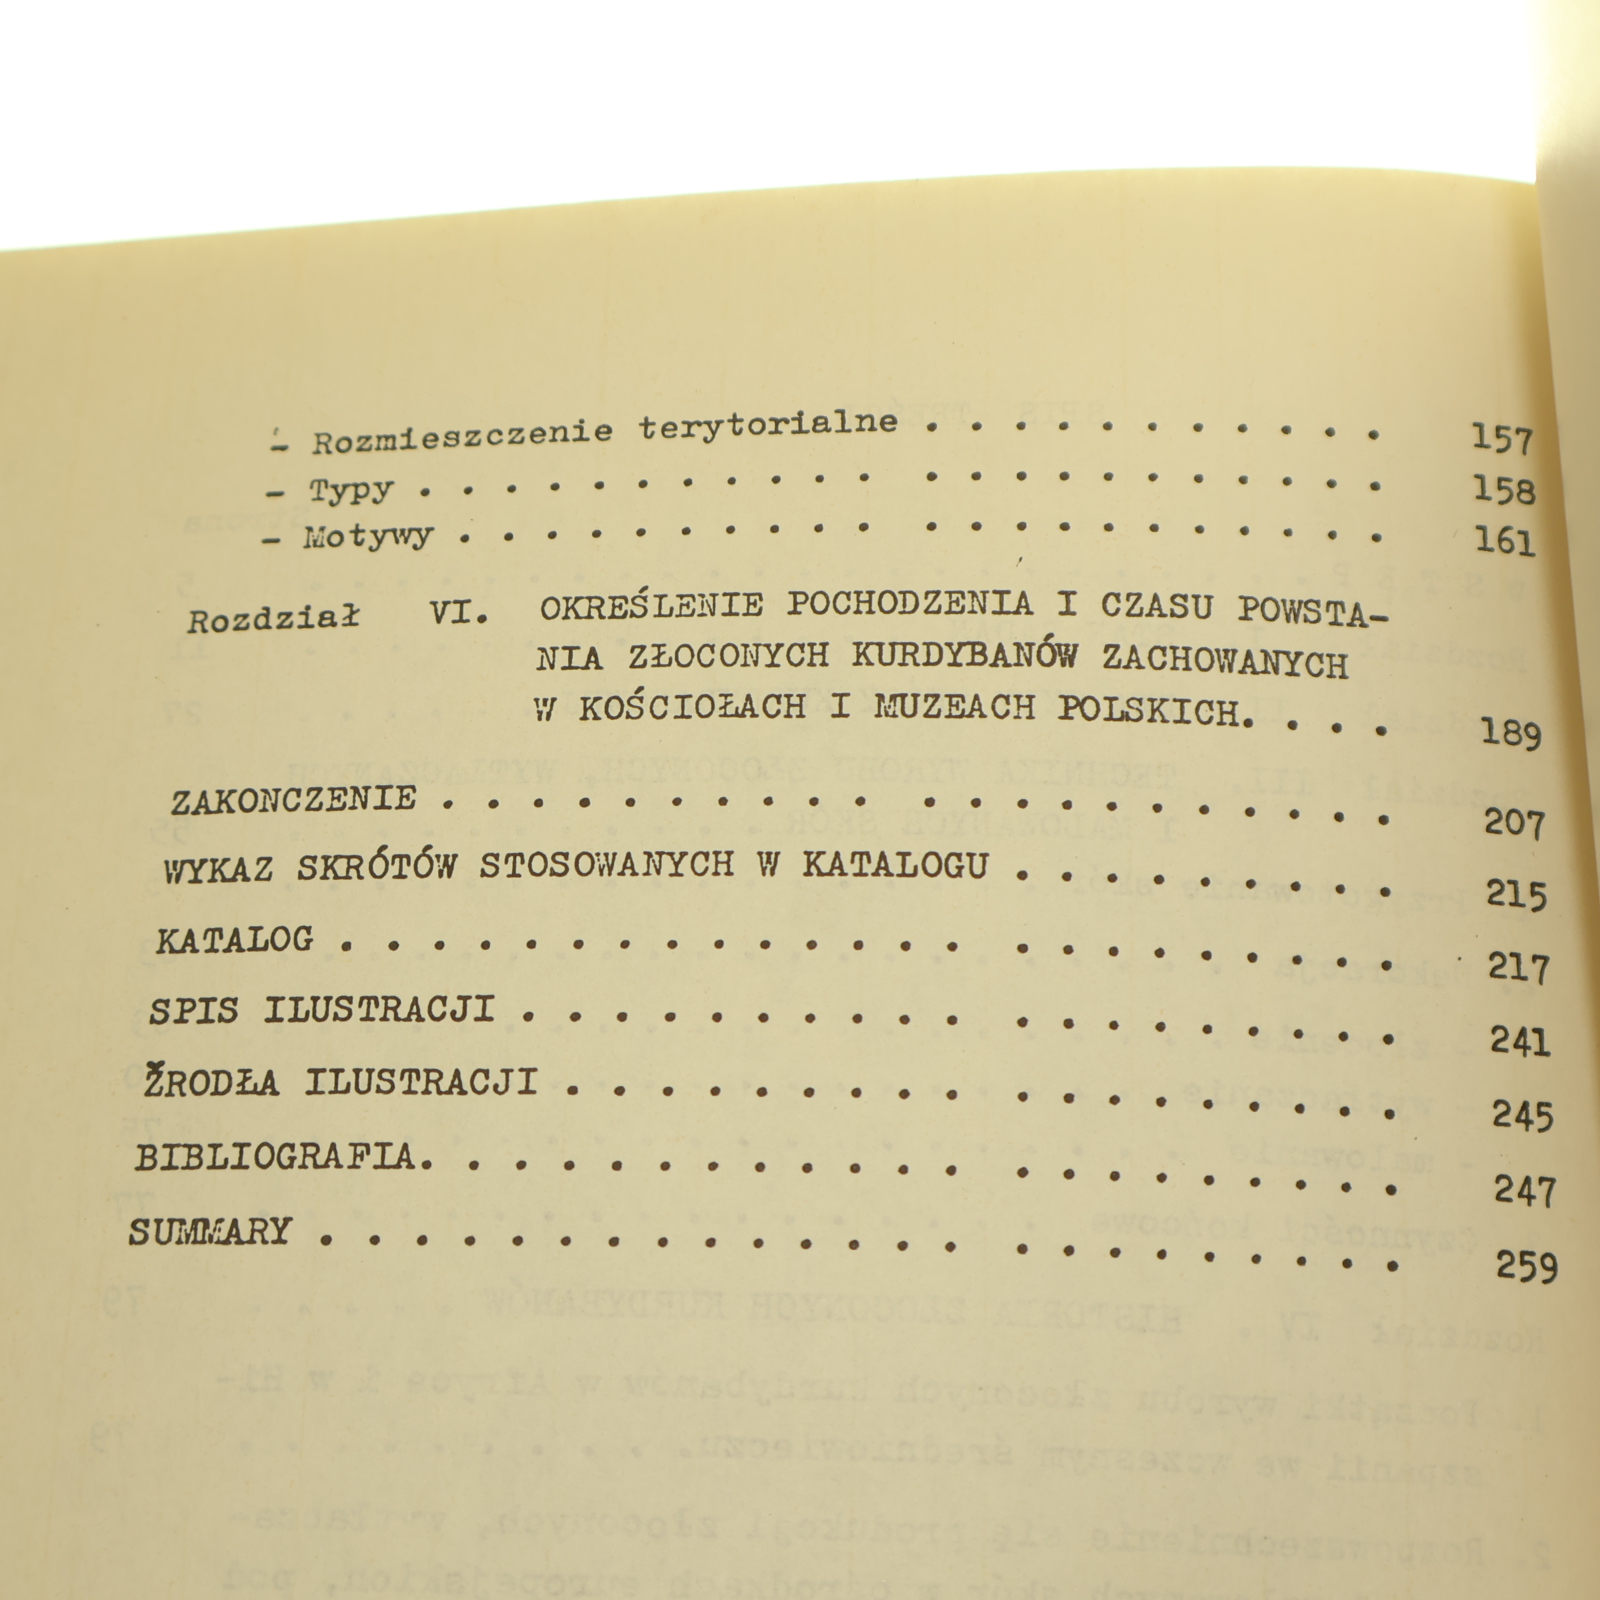 - Rozmieszczenie terytorialne . . . . . . . . . . . 157
- Typy . . . . . . . . . . . . . . . . . . . . . . 158
- Motywy . . . . . . . . . . . . . . . . . . . . . 161
Rozdział VI. OKREŚLENIE POCHODZENIA I CZASU POWSTA-
NIA ZŁOCONYCH KURDYBANÓW ZACHOWANYCH
W KOŚCIOŁACH I MUZEACH POLSKICH. . . . 189
ZAKONCZENIE . . . . . . . . . . . . . . . . . . . . . 207
WYKAZ SKRÓTÓW STOSOWANYCH W KATALOGU . . . . . . . . . 215
KATALOG . . . . . . . . . . . . . . . . . . . . . . . 217
SPIS ILUSTRACJI . . . . . . . . . . . . . . . . . . . 241
ŹRODŁA ILUSTRACJI . . . . . . . . . . . . . . . . . . 245
BIBLIOGRAFIA. . . . . . . . . . . . . . . . . . . . . 247
SUMMARY . . . . . . . . . . . . . . . . . . . . . . . 259